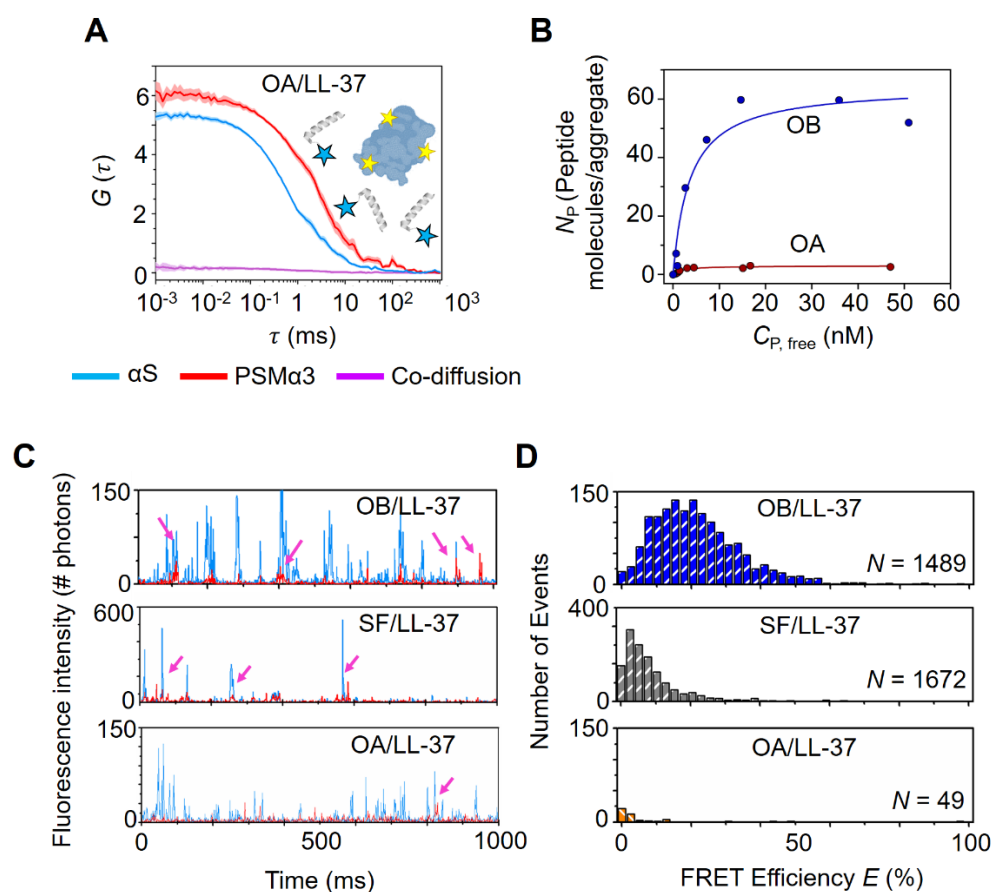 A
OA/LL-37
6
4
2
0
G (τ)
10⁻³ 10⁻² 10⁻¹ 1 10 10² 10³
τ (ms)
αS PSMα3 Co-diffusion
B
60
40
20
0
N_P (Peptide
molecules/aggregate)
OB
OA
0 10 20 30 40 50 60
C_P, free (nM)
C
Fluorescence intensity (# photons)
150
OB/LL-37
0
600
SF/LL-37
0
150
OA/LL-37
0
0 500 1000
Time (ms)
D
Number of Events
150
OB/LL-37
N = 1489
0
400
SF/LL-37
N = 1672
0
150
OA/LL-37
N = 49
0
0 50 100
FRET Efficiency E (%)